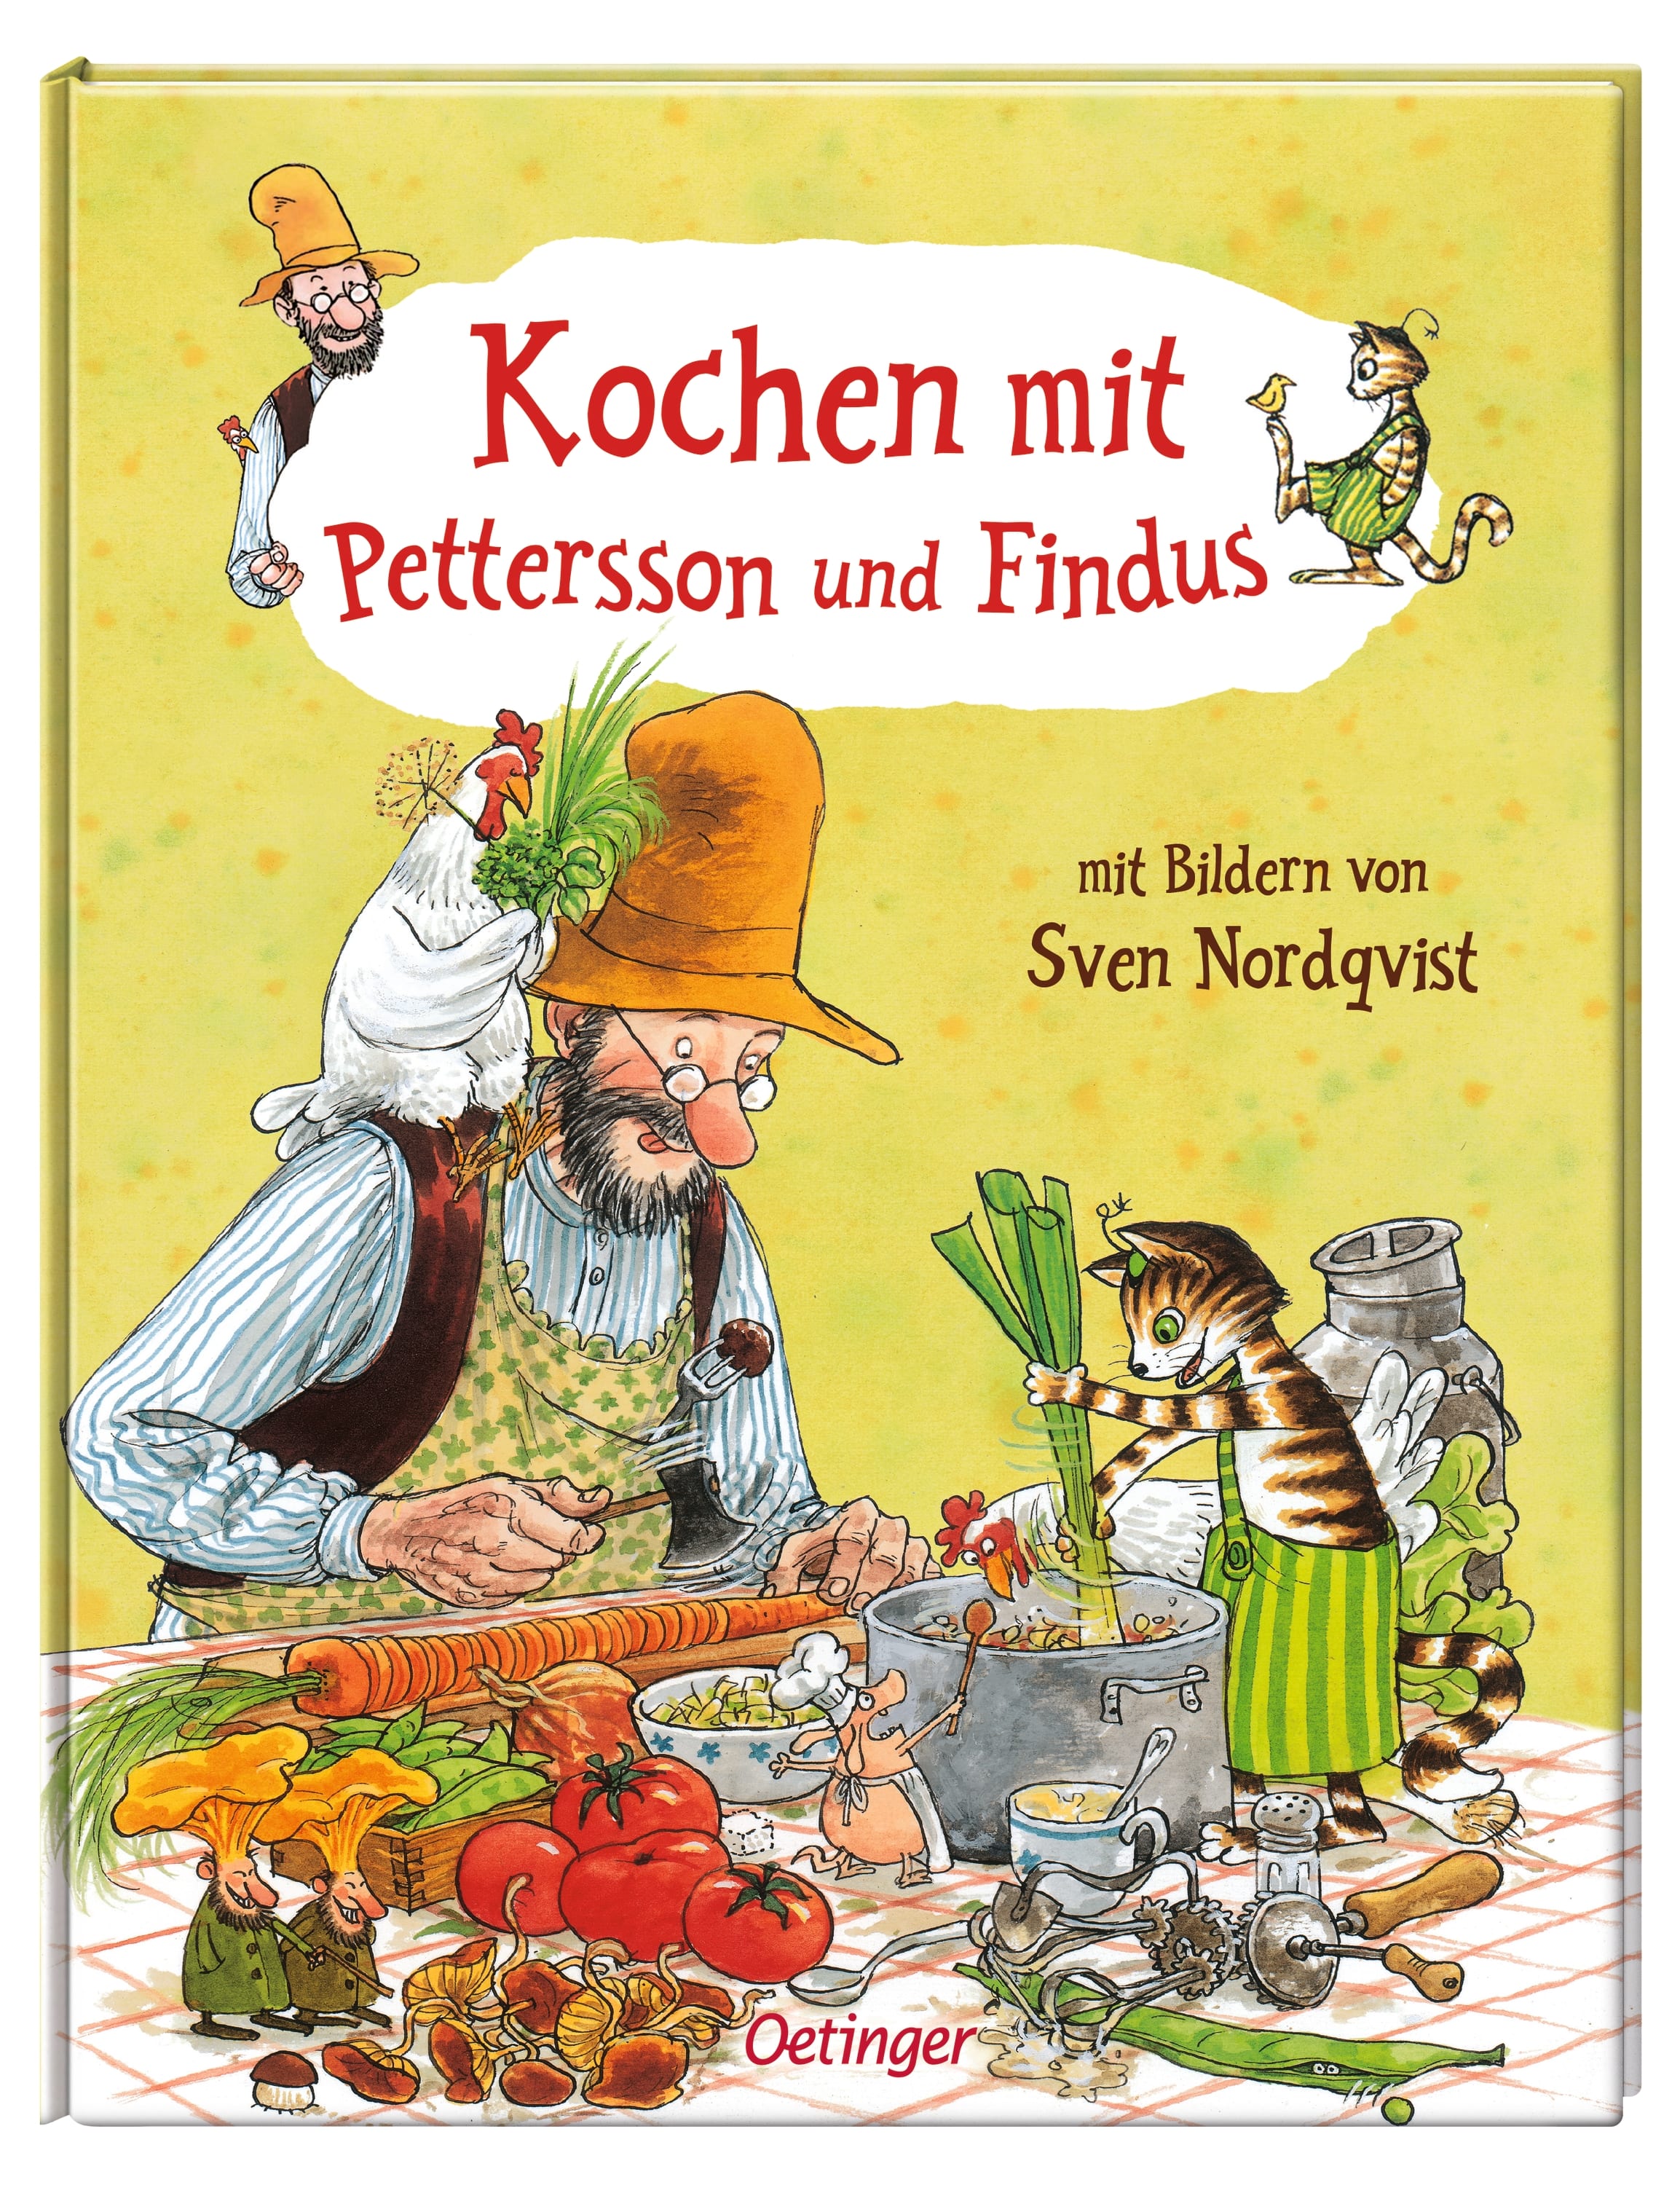 Kochen mit
Pettersson und Findus
mit Bildern von
Sven Nordqvist
Oetinger